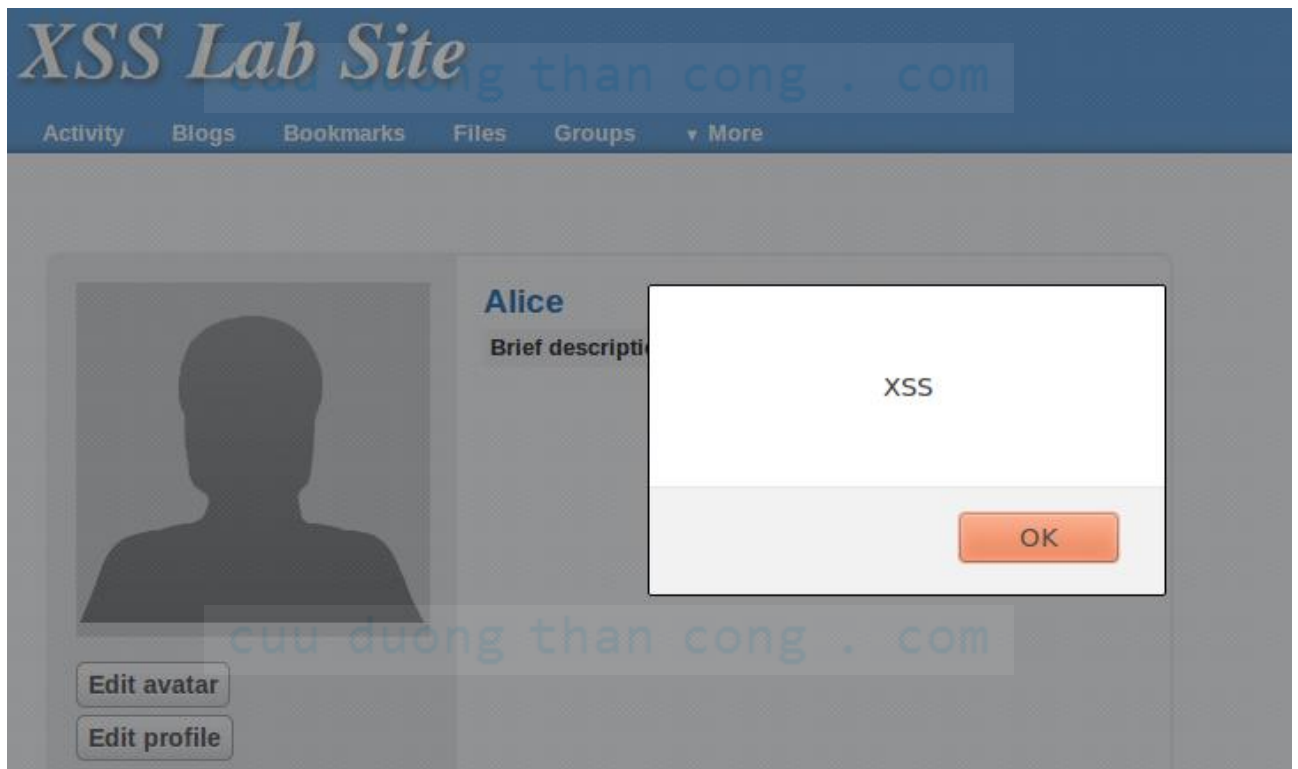 XSS Lab Site
cuu duong than cong . com
Activity Blogs Bookmarks Files Groups ▾ More
Alice
Brief descripti
XSS
OK
cuu duong than cong . com
Edit avatar
Edit profile